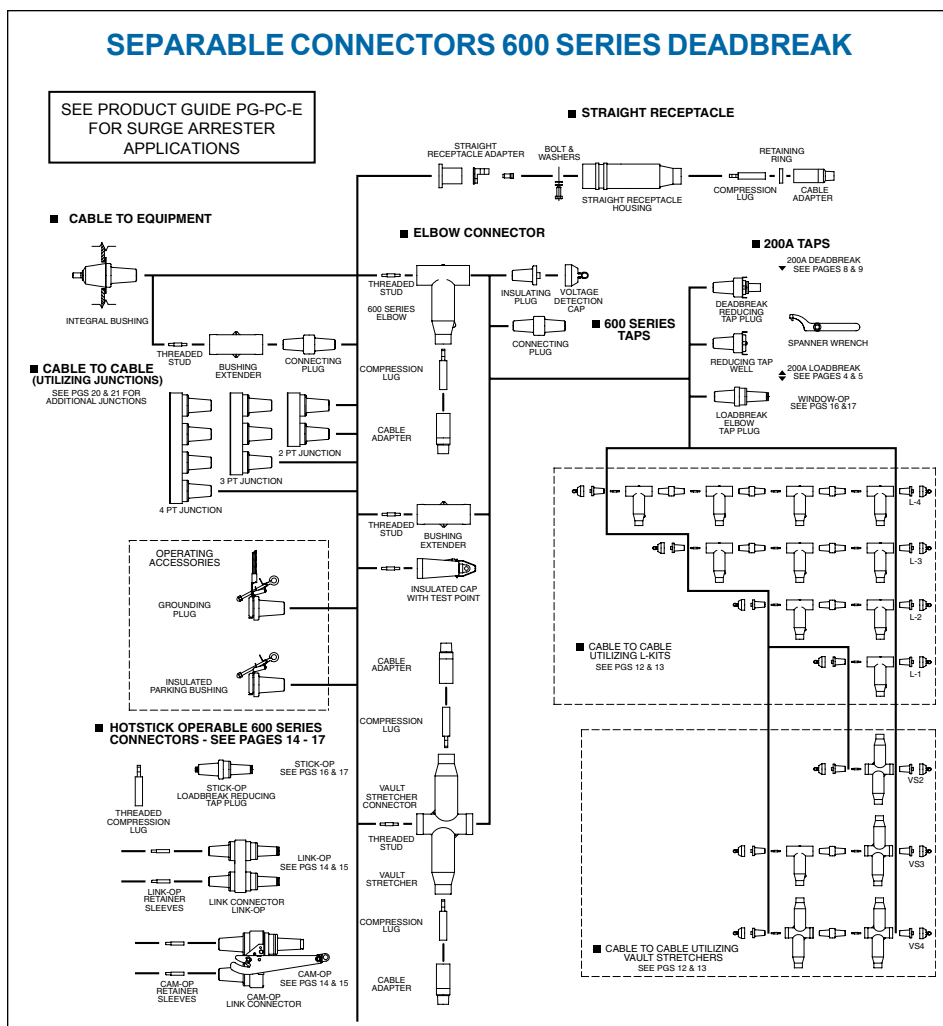 SEPARABLE CONNECTORS 600 SERIES DEADBREAK
SEE PRODUCT GUIDE PG-PC-E
FOR SURGE ARRESTER
APPLICATIONS
■ STRAIGHT RECEPTACLE
STRAIGHT
RECEPTACLE ADAPTER
BOLT &
WASHERS
STRAIGHT RECEPTACLE
HOUSING
COMPRESSION
LUG
RETAINING
RING
CABLE
ADAPTER
■ CABLE TO EQUIPMENT
INTEGRAL BUSHING
THREADED
STUD
BUSHING
EXTENDER
CONNECTING
PLUG
■ ELBOW CONNECTOR
THREADED
STUD
600 SERIES
ELBOW
INSULATING
PLUG
VOLTAGE
DETECTION
CAP
CONNECTING
PLUG
■ 600 SERIES
TAPS
COMPRESSION
LUG
CABLE
ADAPTER
■ 200A TAPS
200A DEADBREAK
SEE PAGES 8 & 9
DEADBREAK
REDUCING
TAP PLUG
SPANNER WRENCH
REDUCING TAP
WELL
200A LOADBREAK
SEE PAGES 4 & 5
WINDOW-OP
SEE PGS 16 &17
LOADBREAK
ELBOW
TAP PLUG
■ CABLE TO CABLE
(UTILIZING JUNCTIONS)
SEE PGS 20 & 21 FOR
ADDITIONAL JUNCTIONS
2 PT JUNCTION
3 PT JUNCTION
4 PT JUNCTION
THREADED
STUD
BUSHING
EXTENDER
INSULATED CAP
WITH TEST POINT
OPERATING
ACCESSORIES
GROUNDING
PLUG
INSULATED
PARKING BUSHING
L-4
L-3
L-2
L-1
■ CABLE TO CABLE
UTILIZING L-KITS
SEE PGS 12 & 13
CABLE
ADAPTER
COMPRESSION
LUG
VAULT
STRETCHER
CONNECTOR
THREADED
STUD
VAULT
STRETCHER
COMPRESSION
LUG
CABLE
ADAPTER
■ HOTSTICK OPERABLE 600 SERIES
CONNECTORS - SEE PAGES 14 - 17
THREADED
COMPRESSION
LUG
STICK-OP
LOADBREAK REDUCING
TAP PLUG
STICK-OP
SEE PGS 16 & 17
LINK-OP
RETAINER
SLEEVES
LINK CONNECTOR
LINK-OP
LINK-OP
SEE PGS 14 & 15
CAM-OP
RETAINER
SLEEVES
CAM-OP
LINK CONNECTOR
CAM-OP
SEE PGS 14 & 15
VS2
VS3
VS4
■ CABLE TO CABLE UTILIZING
VAULT STRETCHERS
SEE PGS 12 & 13